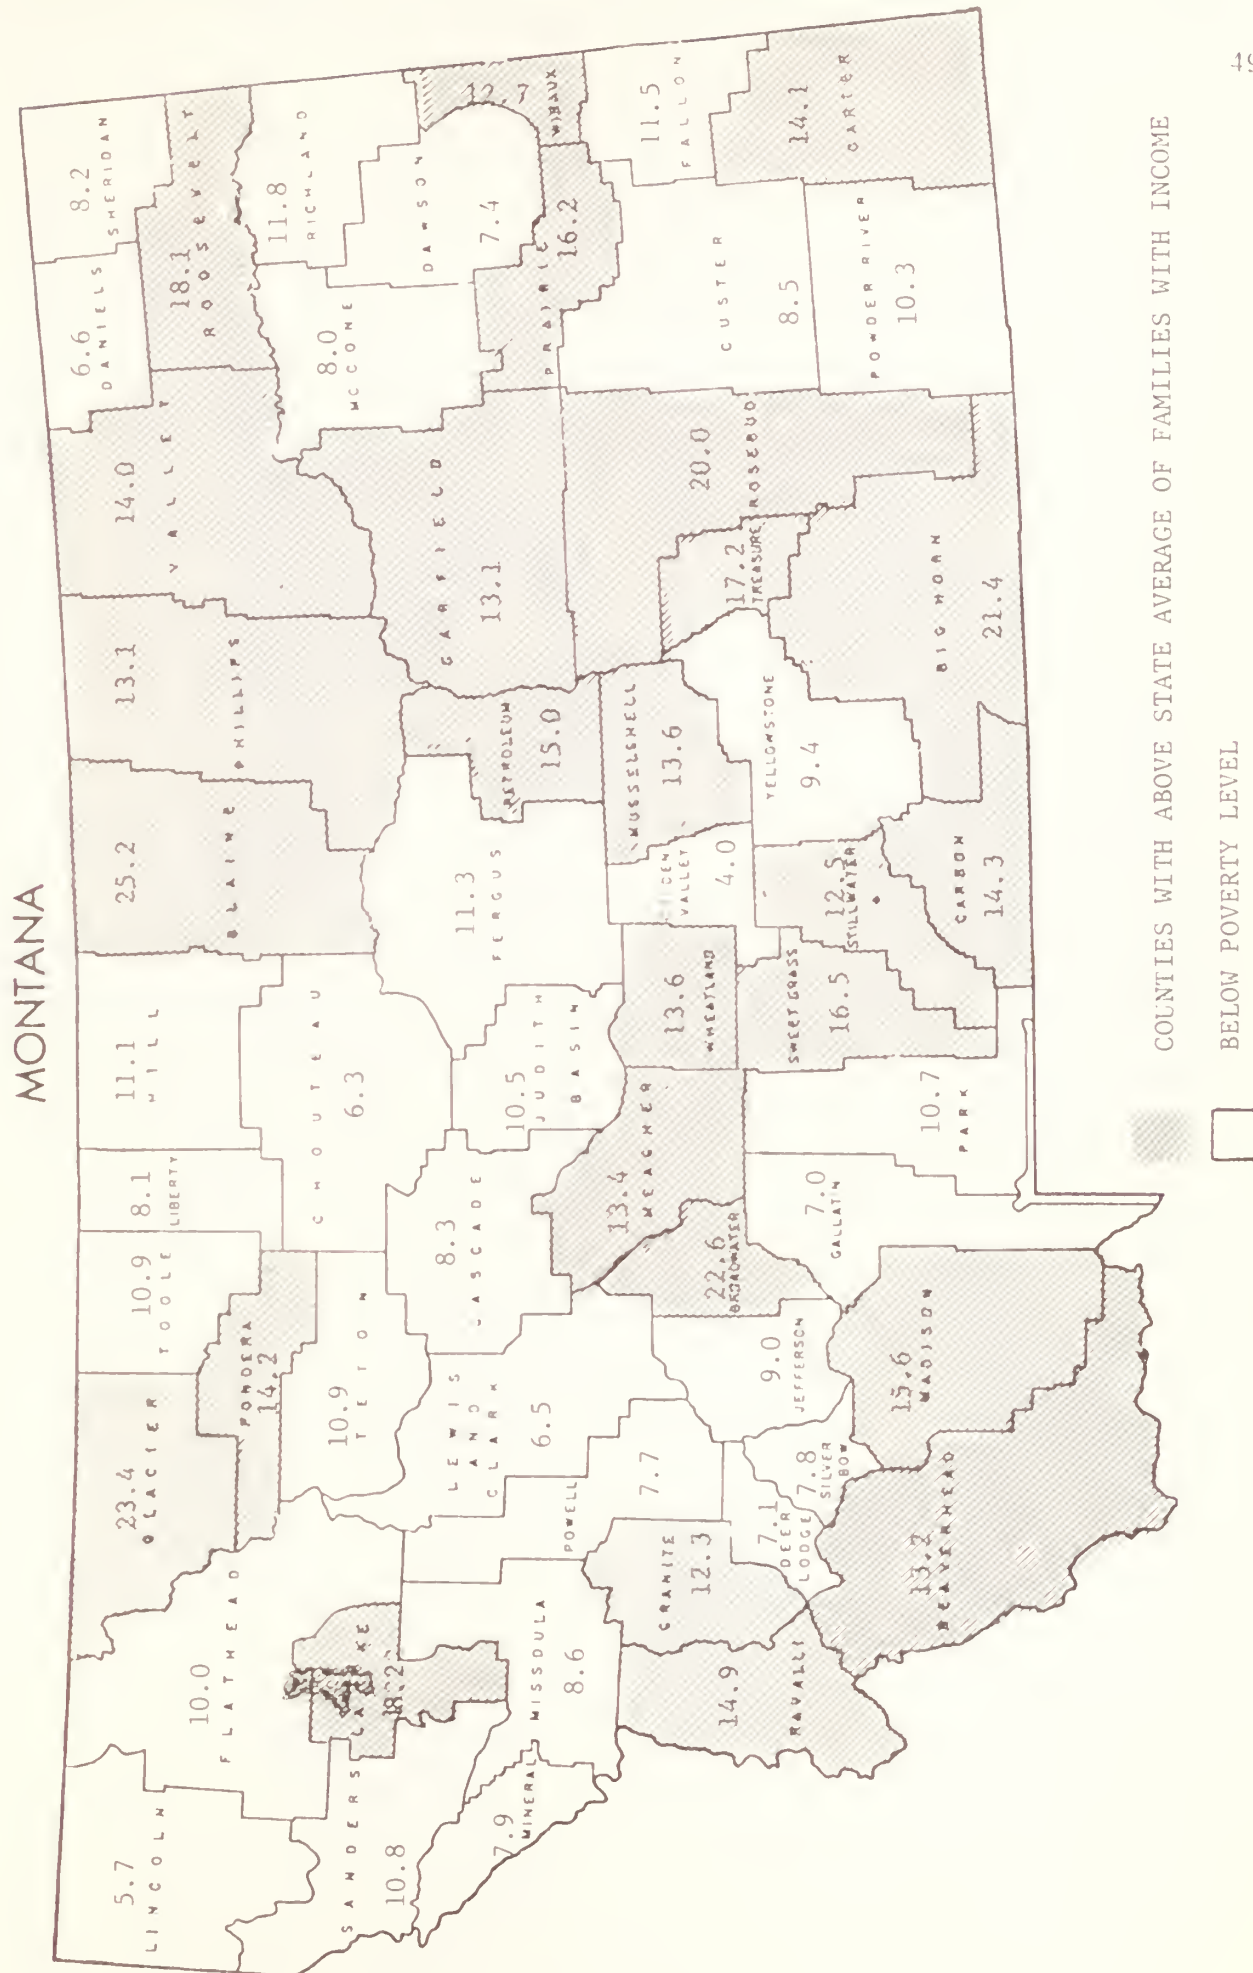 MONTANA
5.7
LINCOLN
10.0
FLATHEAD
23.4
GLACIER
10.9
TOOLE
8.1
LIBERTY
11.1
HILL
25.2
BLAINE
13.1
PHILLIPS
14.0
VALLEY
6.6
DANIELS
8.2
SHERIDAN
18.1
ROOSEVELT
PONDERA
14.2
10.9
TETON
CHOUTEAU
6.3
SANDERS
10.8
LAKE
18.2
LEWIS
AND
CLARK
6.5
8.3
CASCADE
10.5
JUDITH
BASIN
11.3
FERGUS
PETROLEUM
15.0
GARFIELD
13.1
8.0
MC CONE
11.8
RICHLAND
DAWSON
7.4
WIBAUX
PRAIRIE
16.2
7.9
MINERAL
MISSOULA
8.6
POWELL
7.7
GRANITE
12.3
14.9
RAVALLI
7.1
DEER
LODGE
7.8
SILVER
BOW
9.0
JEFFERSON
22.6
BROADWATER
13.4
MEAGHER
13.6
WHEATLAND
VALLEY
4.0
MUSSELSHELL
13.6
17.2
TREASURE
20.0
ROSEBUD
CUSTER
8.5
11.5
FALLON
14.1
CARTER
POWDER RIVER
10.3
13.2
BEAVERHEAD
15.6
MADISON
7.0
GALLATIN
10.7
PARK
SWEET GRASS
16.5
STILLWATER
YELLOWSTONE
9.4
CARBON
14.3
BIG HORN
21.4
COUNTIES WITH ABOVE STATE AVERAGE OF FAMILIES WITH INCOME
BELOW POVERTY LEVEL